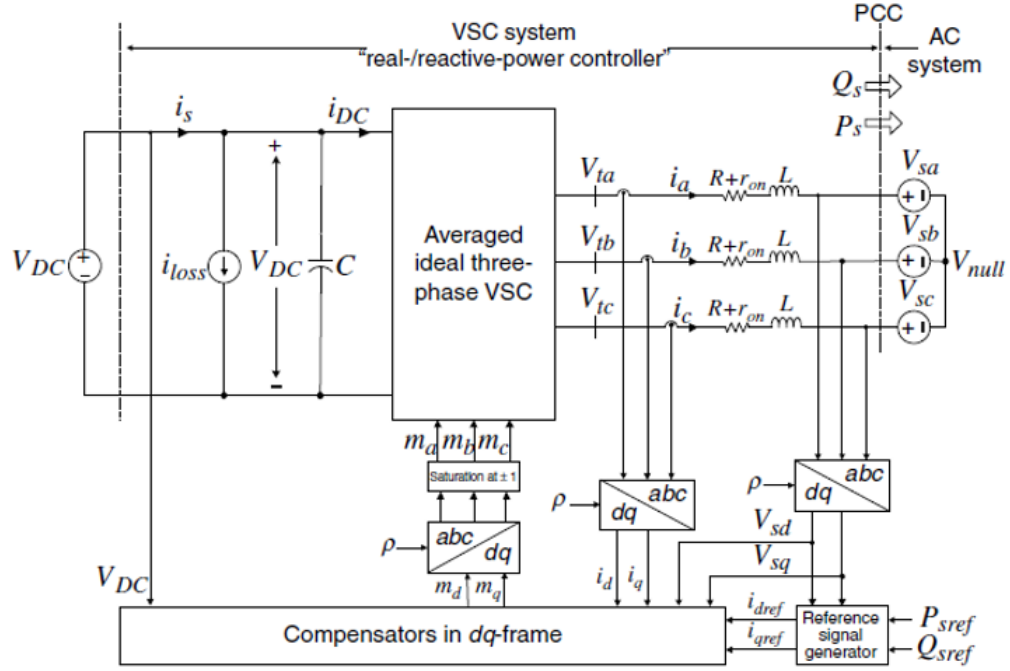 PCC
VSC system
"real-/reactive-power controller"
AC
system
Qs
Ps
is
iDC
+
VDC
+
−
iloss
VDC
C
−
Averaged
ideal three-
phase VSC
Vta
ia
R+ron
L
Vsa
+
Vtb
ib
R+ron
L
Vsb
+
Vnull
Vtc
ic
R+ron
L
Vsc
+
ma mb mc
Saturation at ± 1
ρ
abc
dq
ρ
abc
dq
ρ
abc
dq
Vsd
Vsq
VDC
md
mq
id
iq
idref
iqref
Compensators in dq-frame
Reference
signal
generator
Psref
Qsref